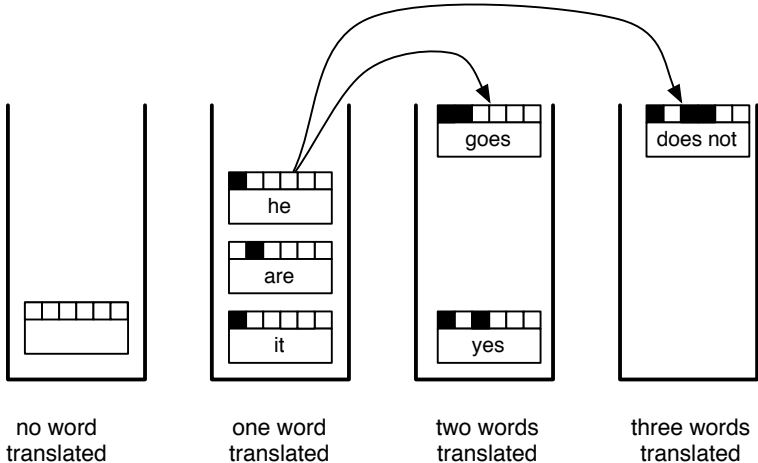 goes
does not
he
are
it
yes
no word
translated
one word
translated
two words
translated
three words
translated